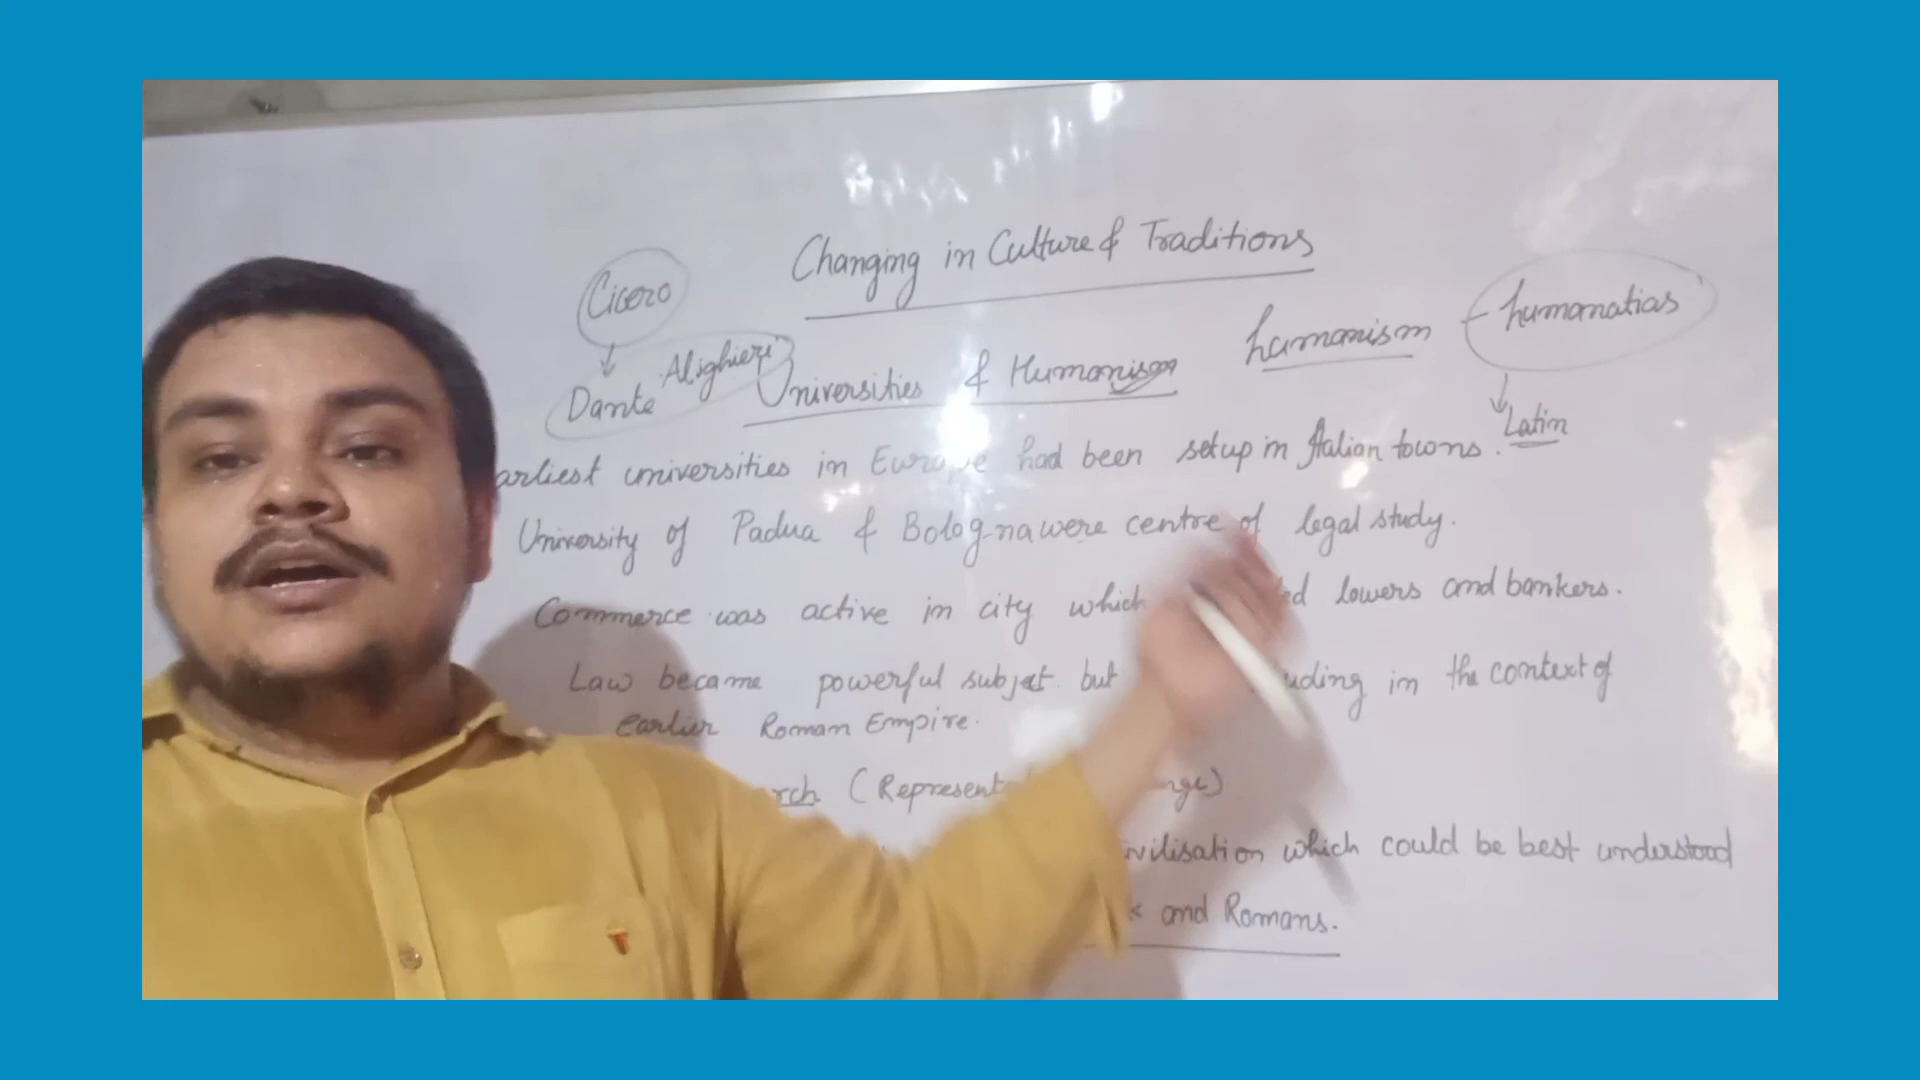 Changing in Culture & Traditions
Cicero
humanism - humanatias
Dante Alighieri
Universities & Humanism
Latin
arliest universities in Europe had been setup in Italian towns.
University of Padua & Bologna were centre of legal study.
Commerce was active in city which lowers and bankers.
Law became powerful subject but in the context of
earlier Roman Empire.
rch (Represent
ivilisation which could be best understood
and Romans.